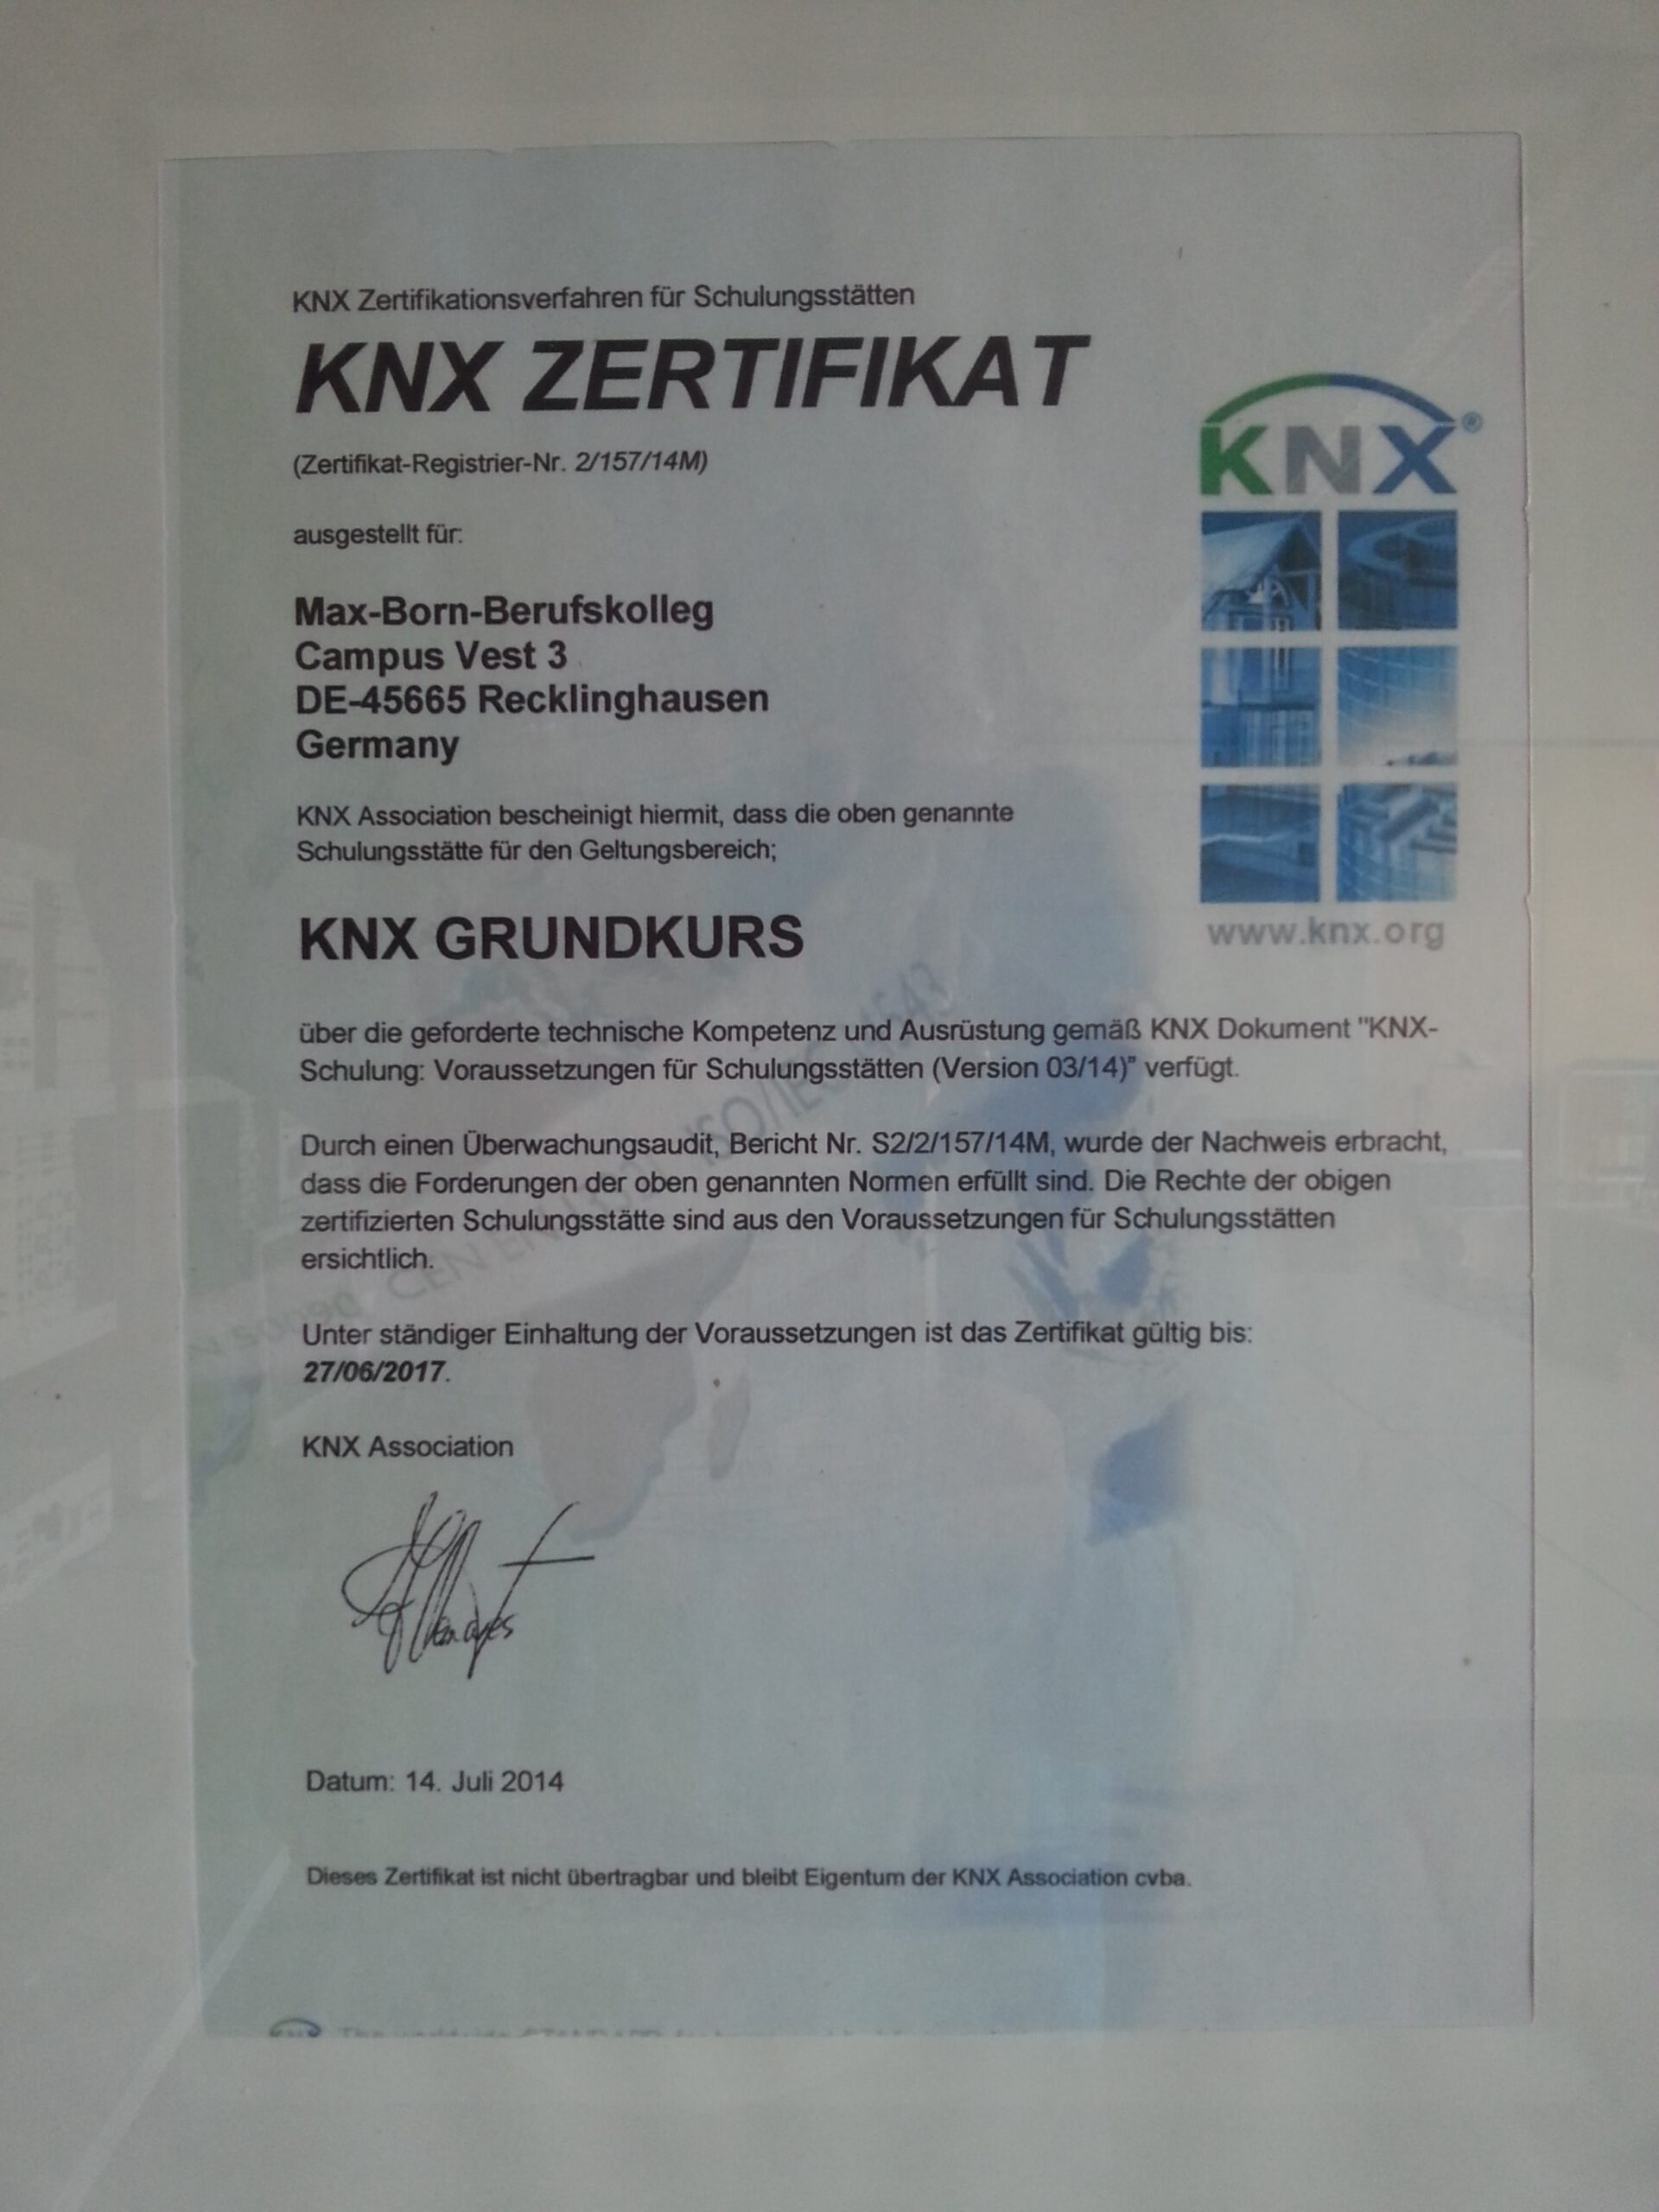 KNX Zertifikationsverfahren für Schulungsstätten
KNX ZERTIFIKAT
(Zertifikat-Registrier-Nr. 2/157/14M)
KNX®
ausgestellt für:
Max-Born-Berufskolleg
Campus Vest 3
DE-45665 Recklinghausen
Germany
KNX Association bescheinigt hiermit, dass die oben genannte
Schulungsstätte für den Geltungsbereich;
KNX GRUNDKURS
www.knx.org
über die geforderte technische Kompetenz und Ausrüstung gemäß KNX Dokument "KNX-
Schulung: Voraussetzungen für Schulungsstätten (Version 03/14)" verfügt.
Durch einen Überwachungsaudit, Bericht Nr. S2/2/157/14M, wurde der Nachweis erbracht,
dass die Forderungen der oben genannten Normen erfüllt sind. Die Rechte der obigen
zertifizierten Schulungsstätte sind aus den Voraussetzungen für Schulungsstätten
ersichtlich.
CEN EN ISO/IEC
Unter ständiger Einhaltung der Voraussetzungen ist das Zertifikat gültig bis:
27/06/2017.
KNX Association
Datum: 14. Juli 2014
Dieses Zertifikat ist nicht übertragbar und bleibt Eigentum der KNX Association cvba.